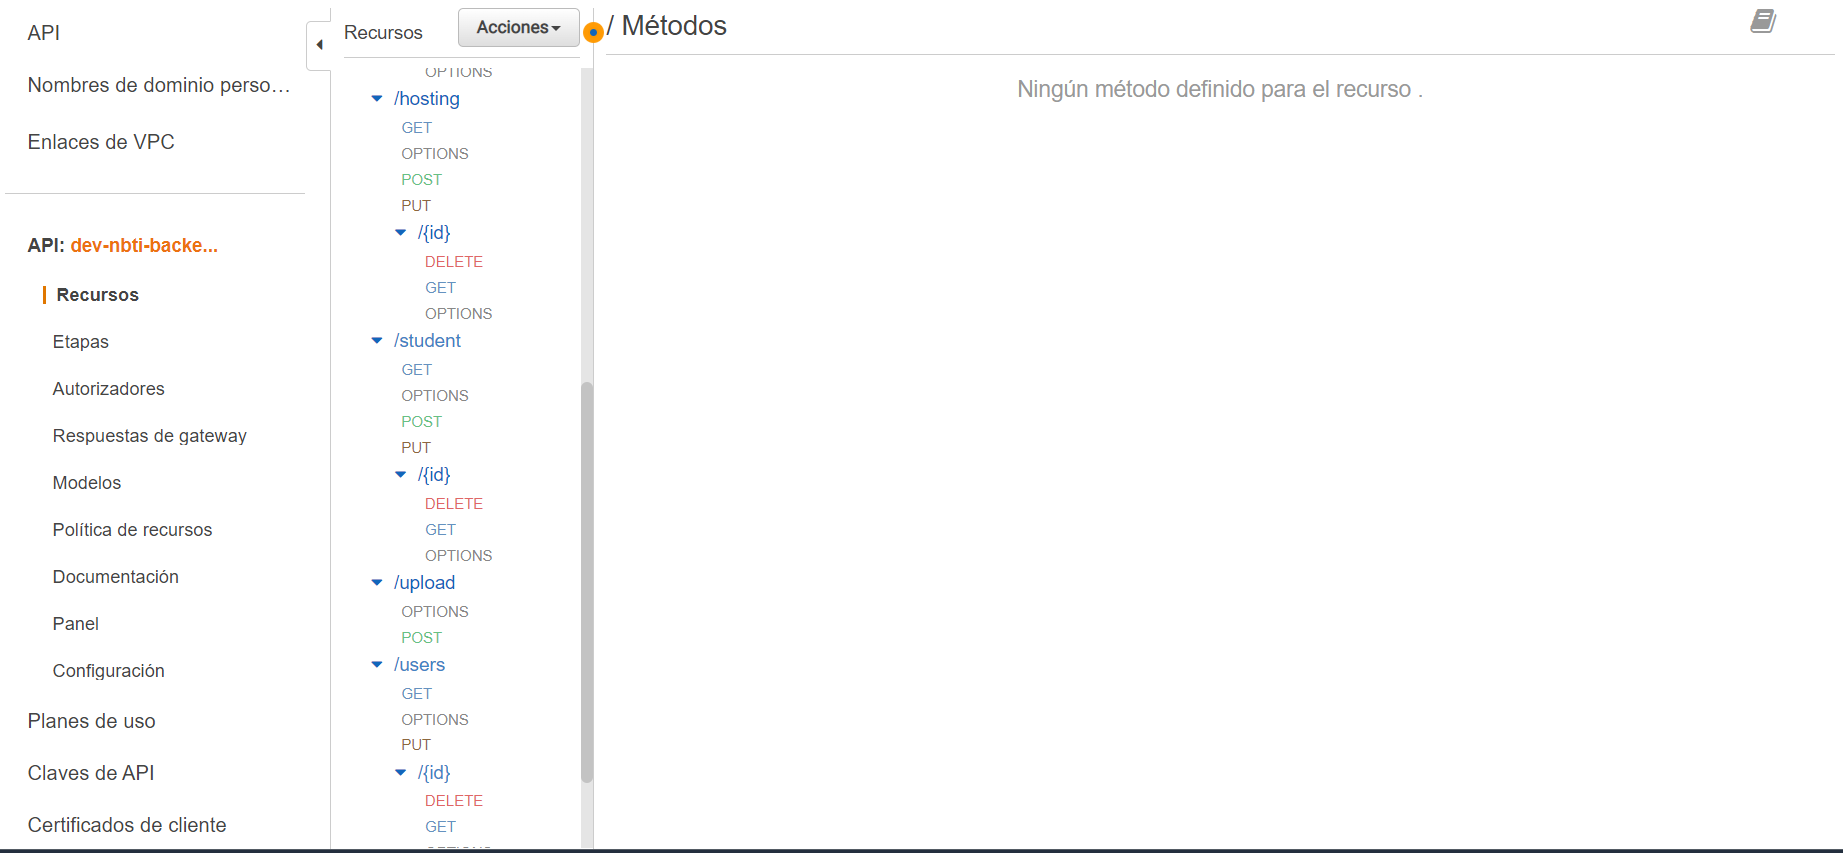 API
Nombres de dominio perso...
Enlaces de VPC
API: dev-nbti-backe...
Recursos
Etapas
Autorizadores
Respuestas de gateway
Modelos
Política de recursos
Documentación
Panel
Configuración
Planes de uso
Claves de API
Certificados de cliente
Recursos
Acciones
OPTIONS
/hosting
GET
OPTIONS
POST
PUT
/{id}
DELETE
GET
OPTIONS
/student
GET
OPTIONS
POST
PUT
/{id}
DELETE
GET
OPTIONS
/upload
OPTIONS
POST
/users
GET
OPTIONS
PUT
/{id}
DELETE
GET
/ Métodos
Ningún método definido para el recurso .